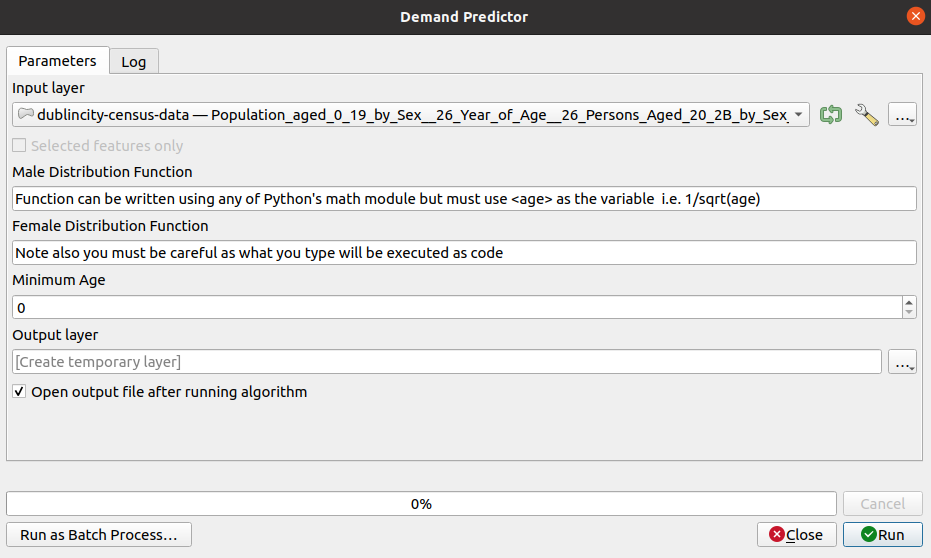 Demand Predictor
Parameters
Log
Input layer
dublincity-census-data — Population_aged_0_19_by_Sex__26_Year_of_Age__26_Persons_Aged_20_2B_by_Sex_
...
Selected features only
Male Distribution Function
Function can be written using any of Python's math module but must use <age> as the variable  i.e. 1/sqrt(age)
Female Distribution Function
Note also you must be careful as what you type will be executed as code
Minimum Age
0
Output layer
[Create temporary layer]
...
Open output file after running algorithm
0%
Cancel
Run as Batch Process...
Close
Run